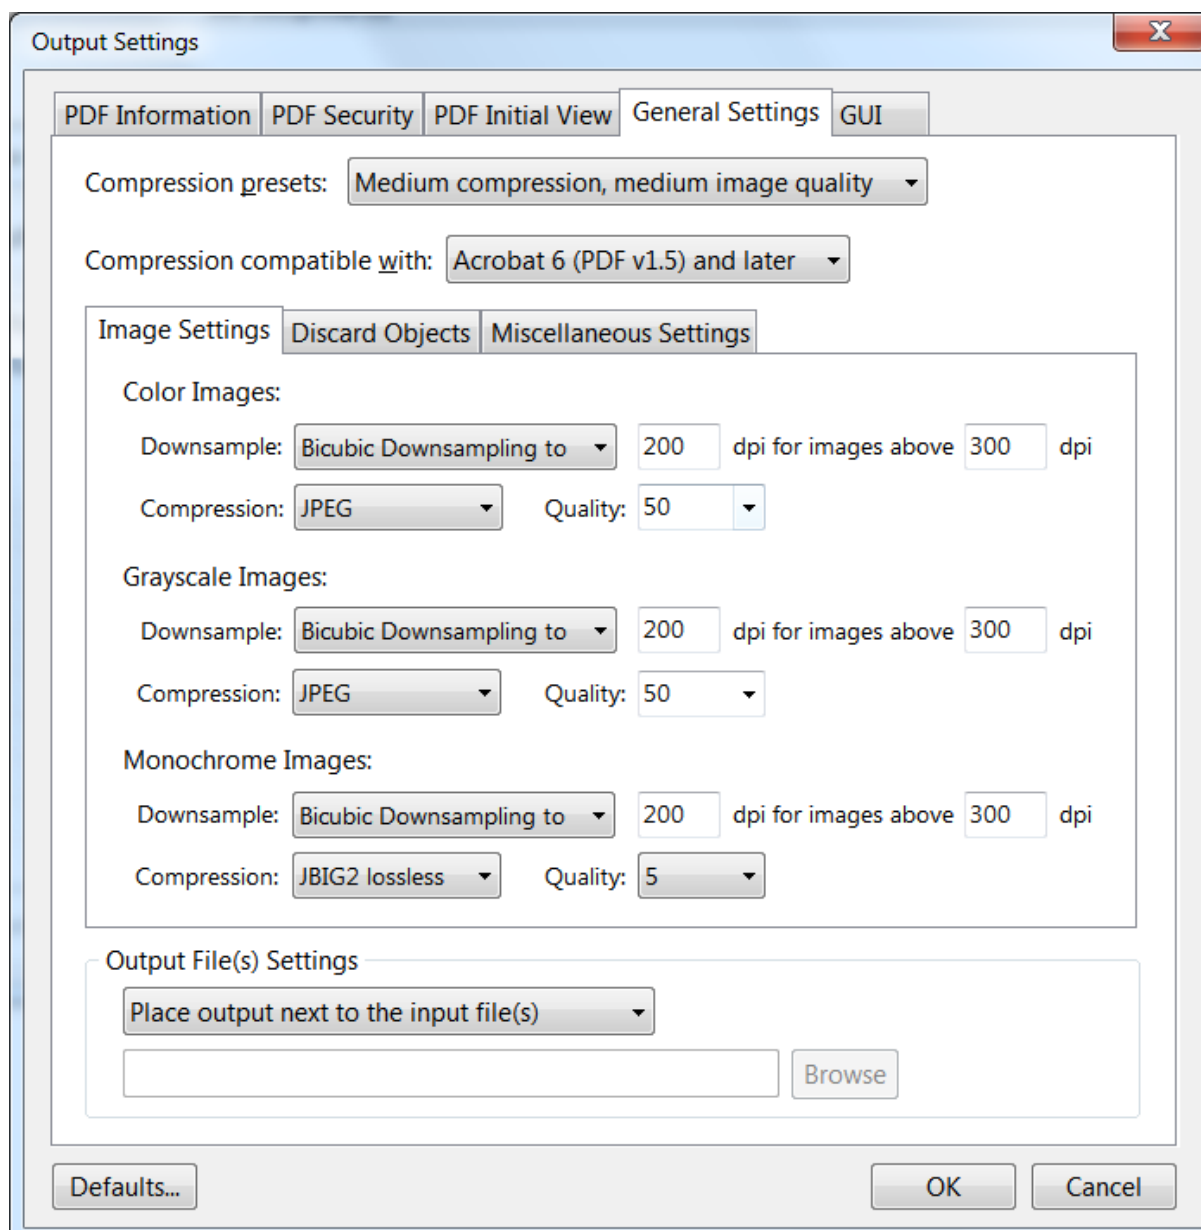 Output Settings
PDF Information PDF Security PDF Initial View General Settings GUI
Compression presets: Medium compression, medium image quality
Compression compatible with: Acrobat 6 (PDF v1.5) and later
Image Settings Discard Objects Miscellaneous Settings
Color Images:
Downsample: Bicubic Downsampling to 200 dpi for images above 300 dpi
Compression: JPEG Quality: 50
Grayscale Images:
Downsample: Bicubic Downsampling to 200 dpi for images above 300 dpi
Compression: JPEG Quality: 50
Monochrome Images:
Downsample: Bicubic Downsampling to 200 dpi for images above 300 dpi
Compression: JBIG2 lossless Quality: 5
Output File(s) Settings
Place output next to the input file(s)
Browse
Defaults... OK Cancel